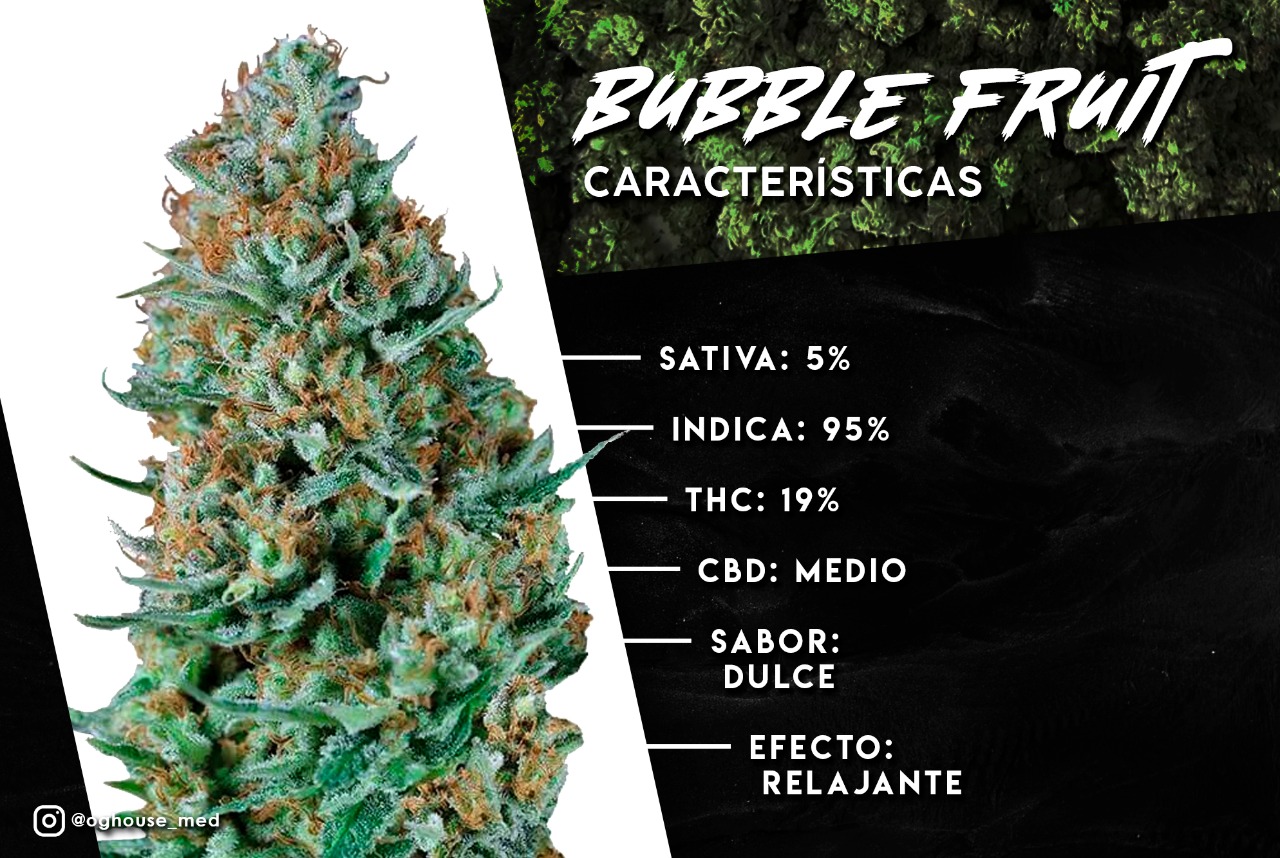 BUBBLE FRUIT
CARACTERÍSTICAS
SATIVA: 5%
INDICA: 95%
THC: 19%
CBD: MEDIO
SABOR:
DULCE
EFECTO:
RELAJANTE
@oghouse_med